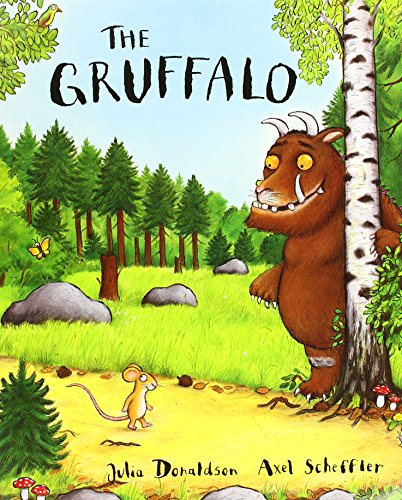 THE
GRUFFALO
Julia Donaldson Axel Scheffler